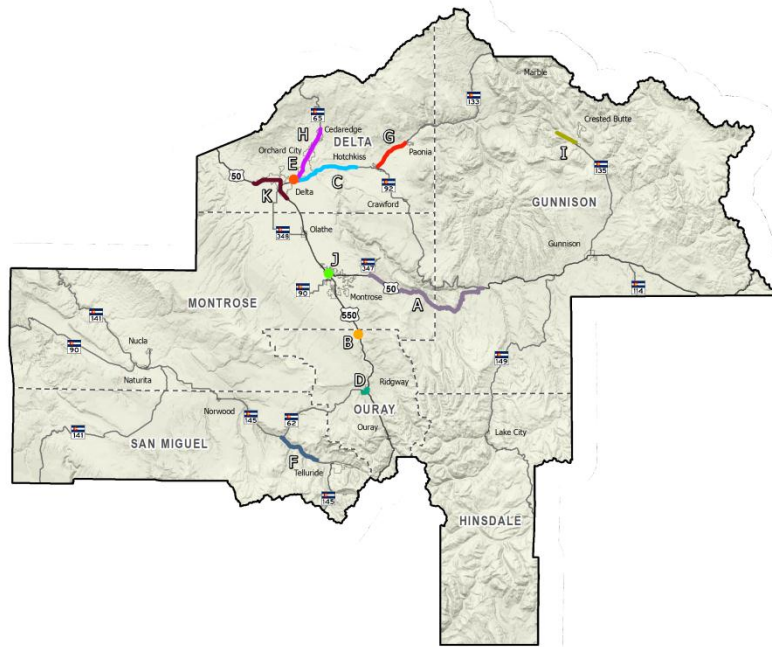 Marble
133
65
Cedaredge
H
DELTA
G
Crested Butte
Orchard City
Hotchkiss
Paonia
I
E
50
C
135
K
Delta
92
Crawford
GUNNISON
348
Olathe
Gunnison
J
347
90
50
114
MONTROSE
Montrose
A
141
550
B
90
Nucla
149
Naturita
D
Ridgway
Norwood
145
62
OURAY
Lake City
141
SAN MIGUEL
Ouray
F
Telluride
145
HINSDALE